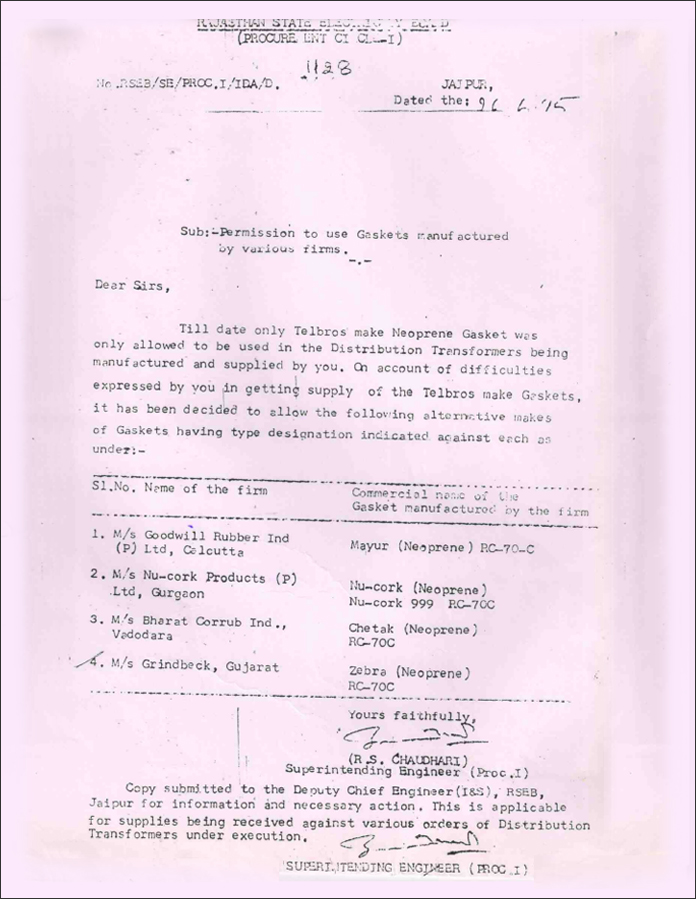 RAJASTHAN STATE ELECTRICITY BOARD
(PROCUREMENT CIRCLE-I)
1128
No.RSEB/SE/PROC.I/IDA/D. JAIPUR,
Dated the:
Sub:-Permission to use Gaskets manufactured
by various firms.
-.-
Dear Sirs,
Till date only Telbros make Neoprene Gasket was
only allowed to be used in the Distribution Transformers being
manufactured and supplied by you. On account of difficulties
expressed by you in getting supply of the Telbros make Gaskets,
it has been decided to allow the following alternative makes
of Gaskets having type designation indicated against each as
under:-
Sl.No. Name of the firm Commercial name of the
Gasket manufactured by the firm
1. M/s Goodwill Rubber Ind
(P) Ltd, Calcutta Mayur (Neoprene) RC-70-C
2. M/s Nu-cork Products (P)
Ltd, Gurgaon Nu-cork (Neoprene)
Nu-cork 999 RC-70C
3. M/s Bharat Corrub Ind.,
Vadodara Chetak (Neoprene)
RC-70C
4. M/s Grindbeck, Gujarat Zebra (Neoprene)
RC-70C
Yours faithfully,
(R.S. CHAUDHARI)
Superintending Engineer (Proc.I)
Copy submitted to the Deputy Chief Engineer(I&S), RSEB,
Jaipur for information and necessary action. This is applicable
for supplies being received against various orders of Distribution
Transformers under execution.
SUPERINTENDING ENGINEER (PROC.I)